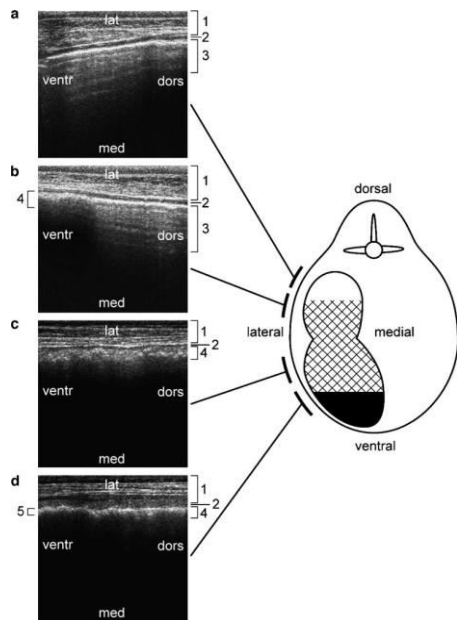 a
lat
1
2
3
ventr
dors
med
b
lat
1
4
2
ventr
dors
3
med
c
lat
1
2
4
ventr
dors
med
d
lat
1
2
5
4
ventr
dors
med
dorsal
lateral
medial
ventral